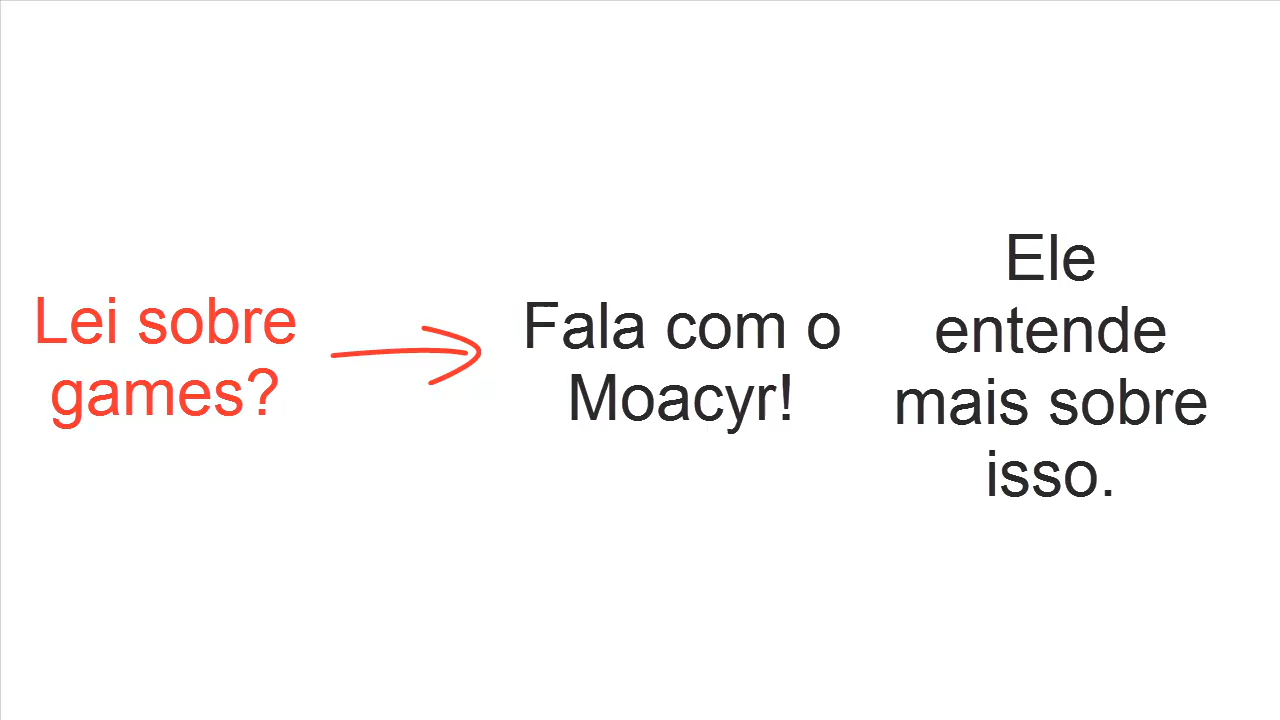 Lei sobre
games?
Fala com o
Moacyr!
Ele
entende
mais sobre
isso.